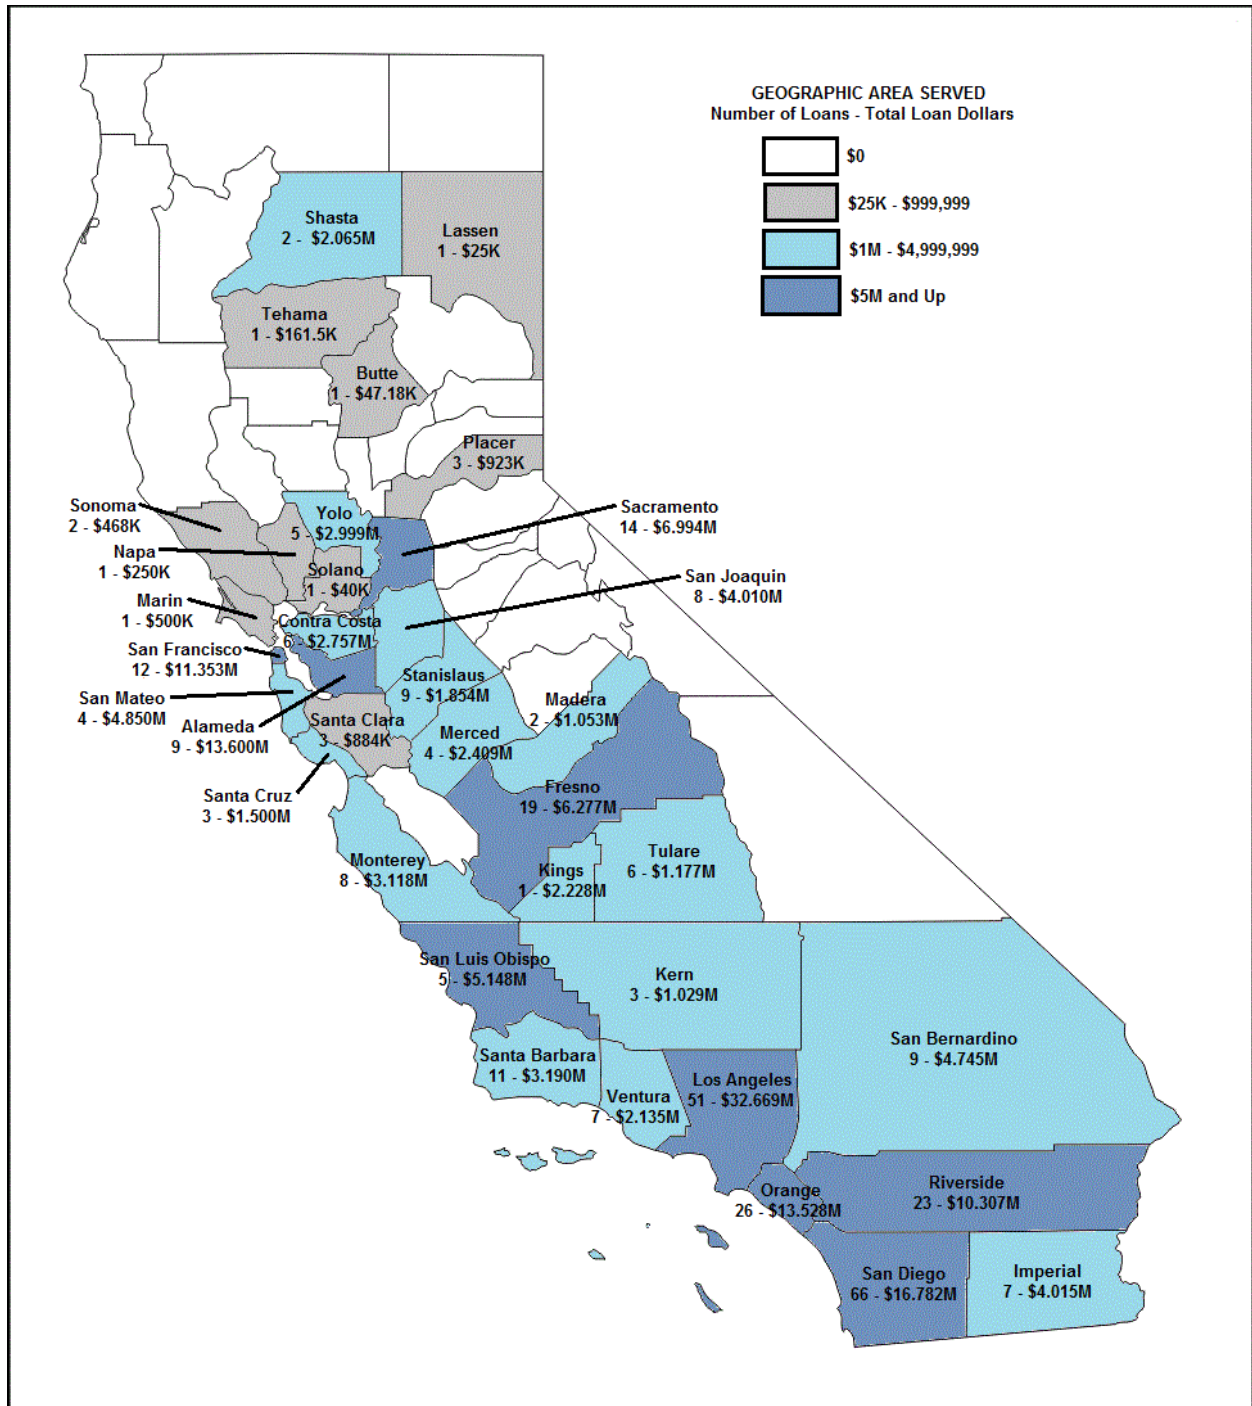 GEOGRAPHIC AREA SERVED
Number of Loans - Total Loan Dollars
$0
$25K - $999,999
$1M - $4,999,999
$5M and Up
Shasta
2 - $2.065M
Lassen
1 - $25K
Tehama
1 - $161.5K
Butte
1 - $47.18K
Placer
3 - $923K
Sonoma
2 - $468K
Yolo
5 - $2.999M
Sacramento
14 - $6.994M
Napa
1 - $250K
Solano
1 - $40K
San Joaquin
8 - $4.010M
Marin
1 - $500K
Contra Costa
6 - $2.757M
San Francisco
12 - $11.353M
Stanislaus
9 - $1.854M
San Mateo
4 - $4.850M
Alameda
9 - $13.600M
Santa Clara
3 - $884K
Merced
4 - $2.409M
Madera
2 - $1.053M
Santa Cruz
3 - $1.500M
Fresno
19 - $6.277M
Monterey
8 - $3.118M
Kings
1 - $2.228M
Tulare
6 - $1.177M
San Luis Obispo
5 - $5.148M
Kern
3 - $1.029M
San Bernardino
9 - $4.745M
Santa Barbara
11 - $3.190M
Ventura
7 - $2.135M
Los Angeles
51 - $32.669M
Orange
26 - $13.528M
Riverside
23 - $10.307M
San Diego
66 - $16.782M
Imperial
7 - $4.015M